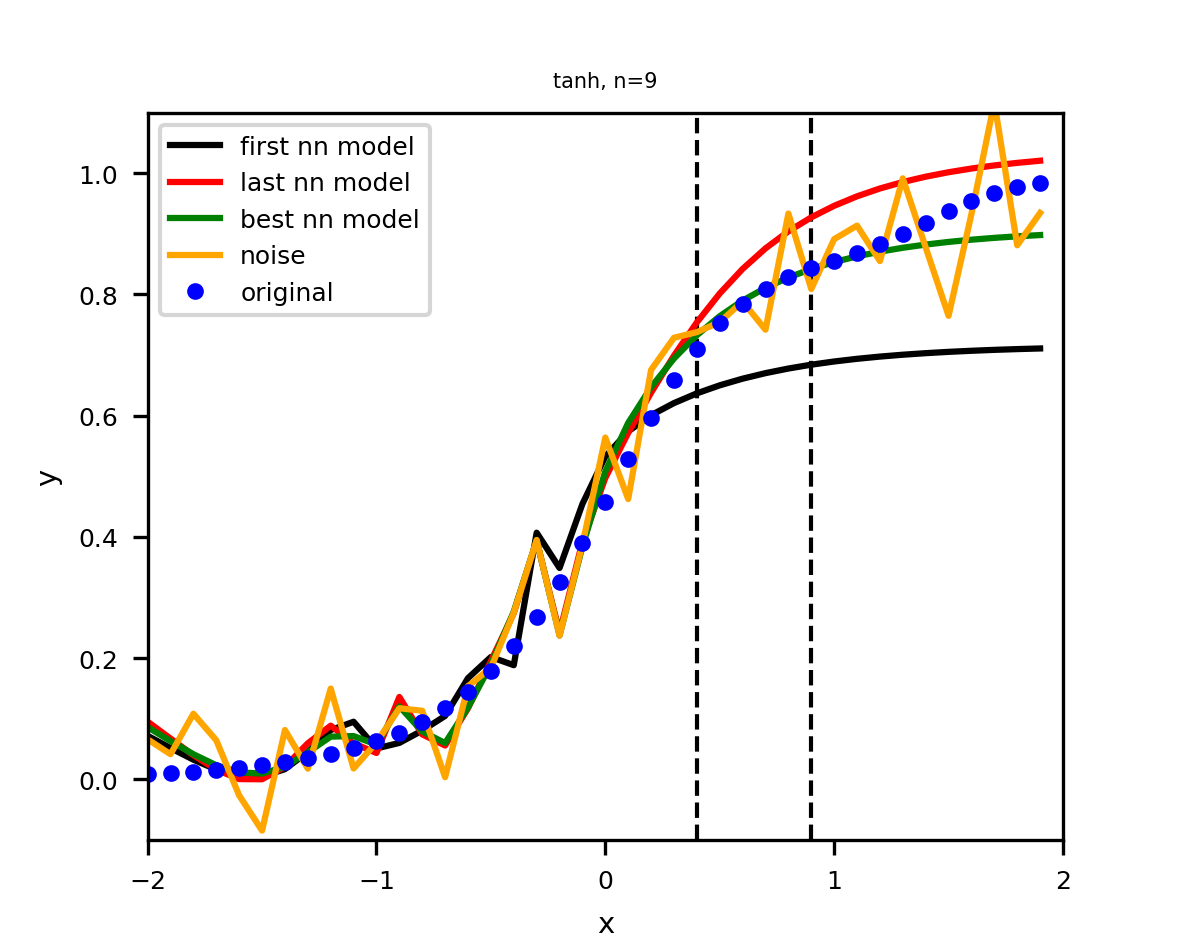 tanh, n=9
first nn model
last nn model
best nn model
noise
original
1.0
0.8
0.6
0.4
0.2
0.0
y
−2
−1
0
1
2
x